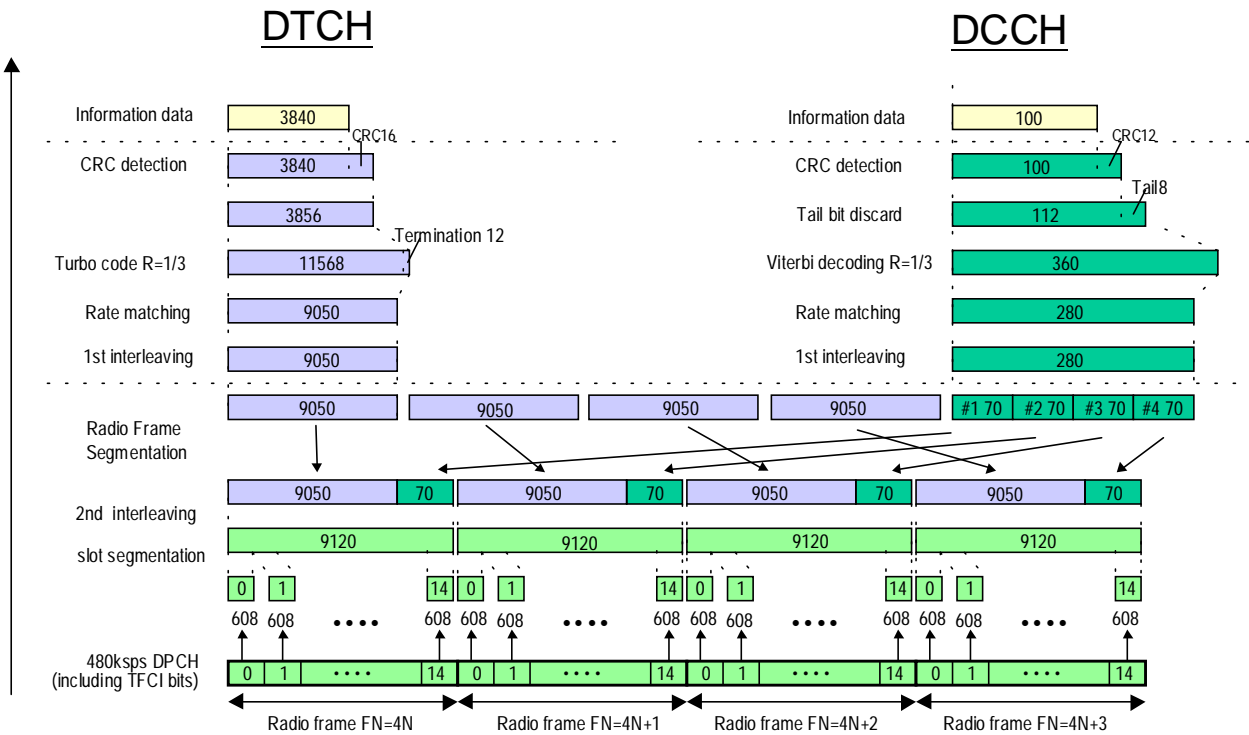 DTCH DCCH
Information data 3840 Information data 100
CRC16 CRC12
CRC detection 3840 CRC detection 100
Tail8
3856 Tail bit discard 112
Termination 12
Turbo code R=1/3 11568 Viterbi decoding R=1/3 360
Rate matching 9050 Rate matching 280
1st interleaving 9050 1st interleaving 280
9050 9050 9050 9050 #1 70 #2 70 #3 70 #4 70
Radio Frame
Segmentation
9050 70 9050 70 9050 70 9050 70
2nd interleaving
9120 9120 9120 9120
slot segmentation
0 1 14 0 1 14 0 1 14 0 1 14
608 608 608 608 608 608 608 608 608 608 608 608
480ksps DPCH
(including TFCI bits)
0 1 14 0 1 14 0 1 14 0 1 14
Radio frame FN=4N Radio frame FN=4N+1 Radio frame FN=4N+2 Radio frame FN=4N+3